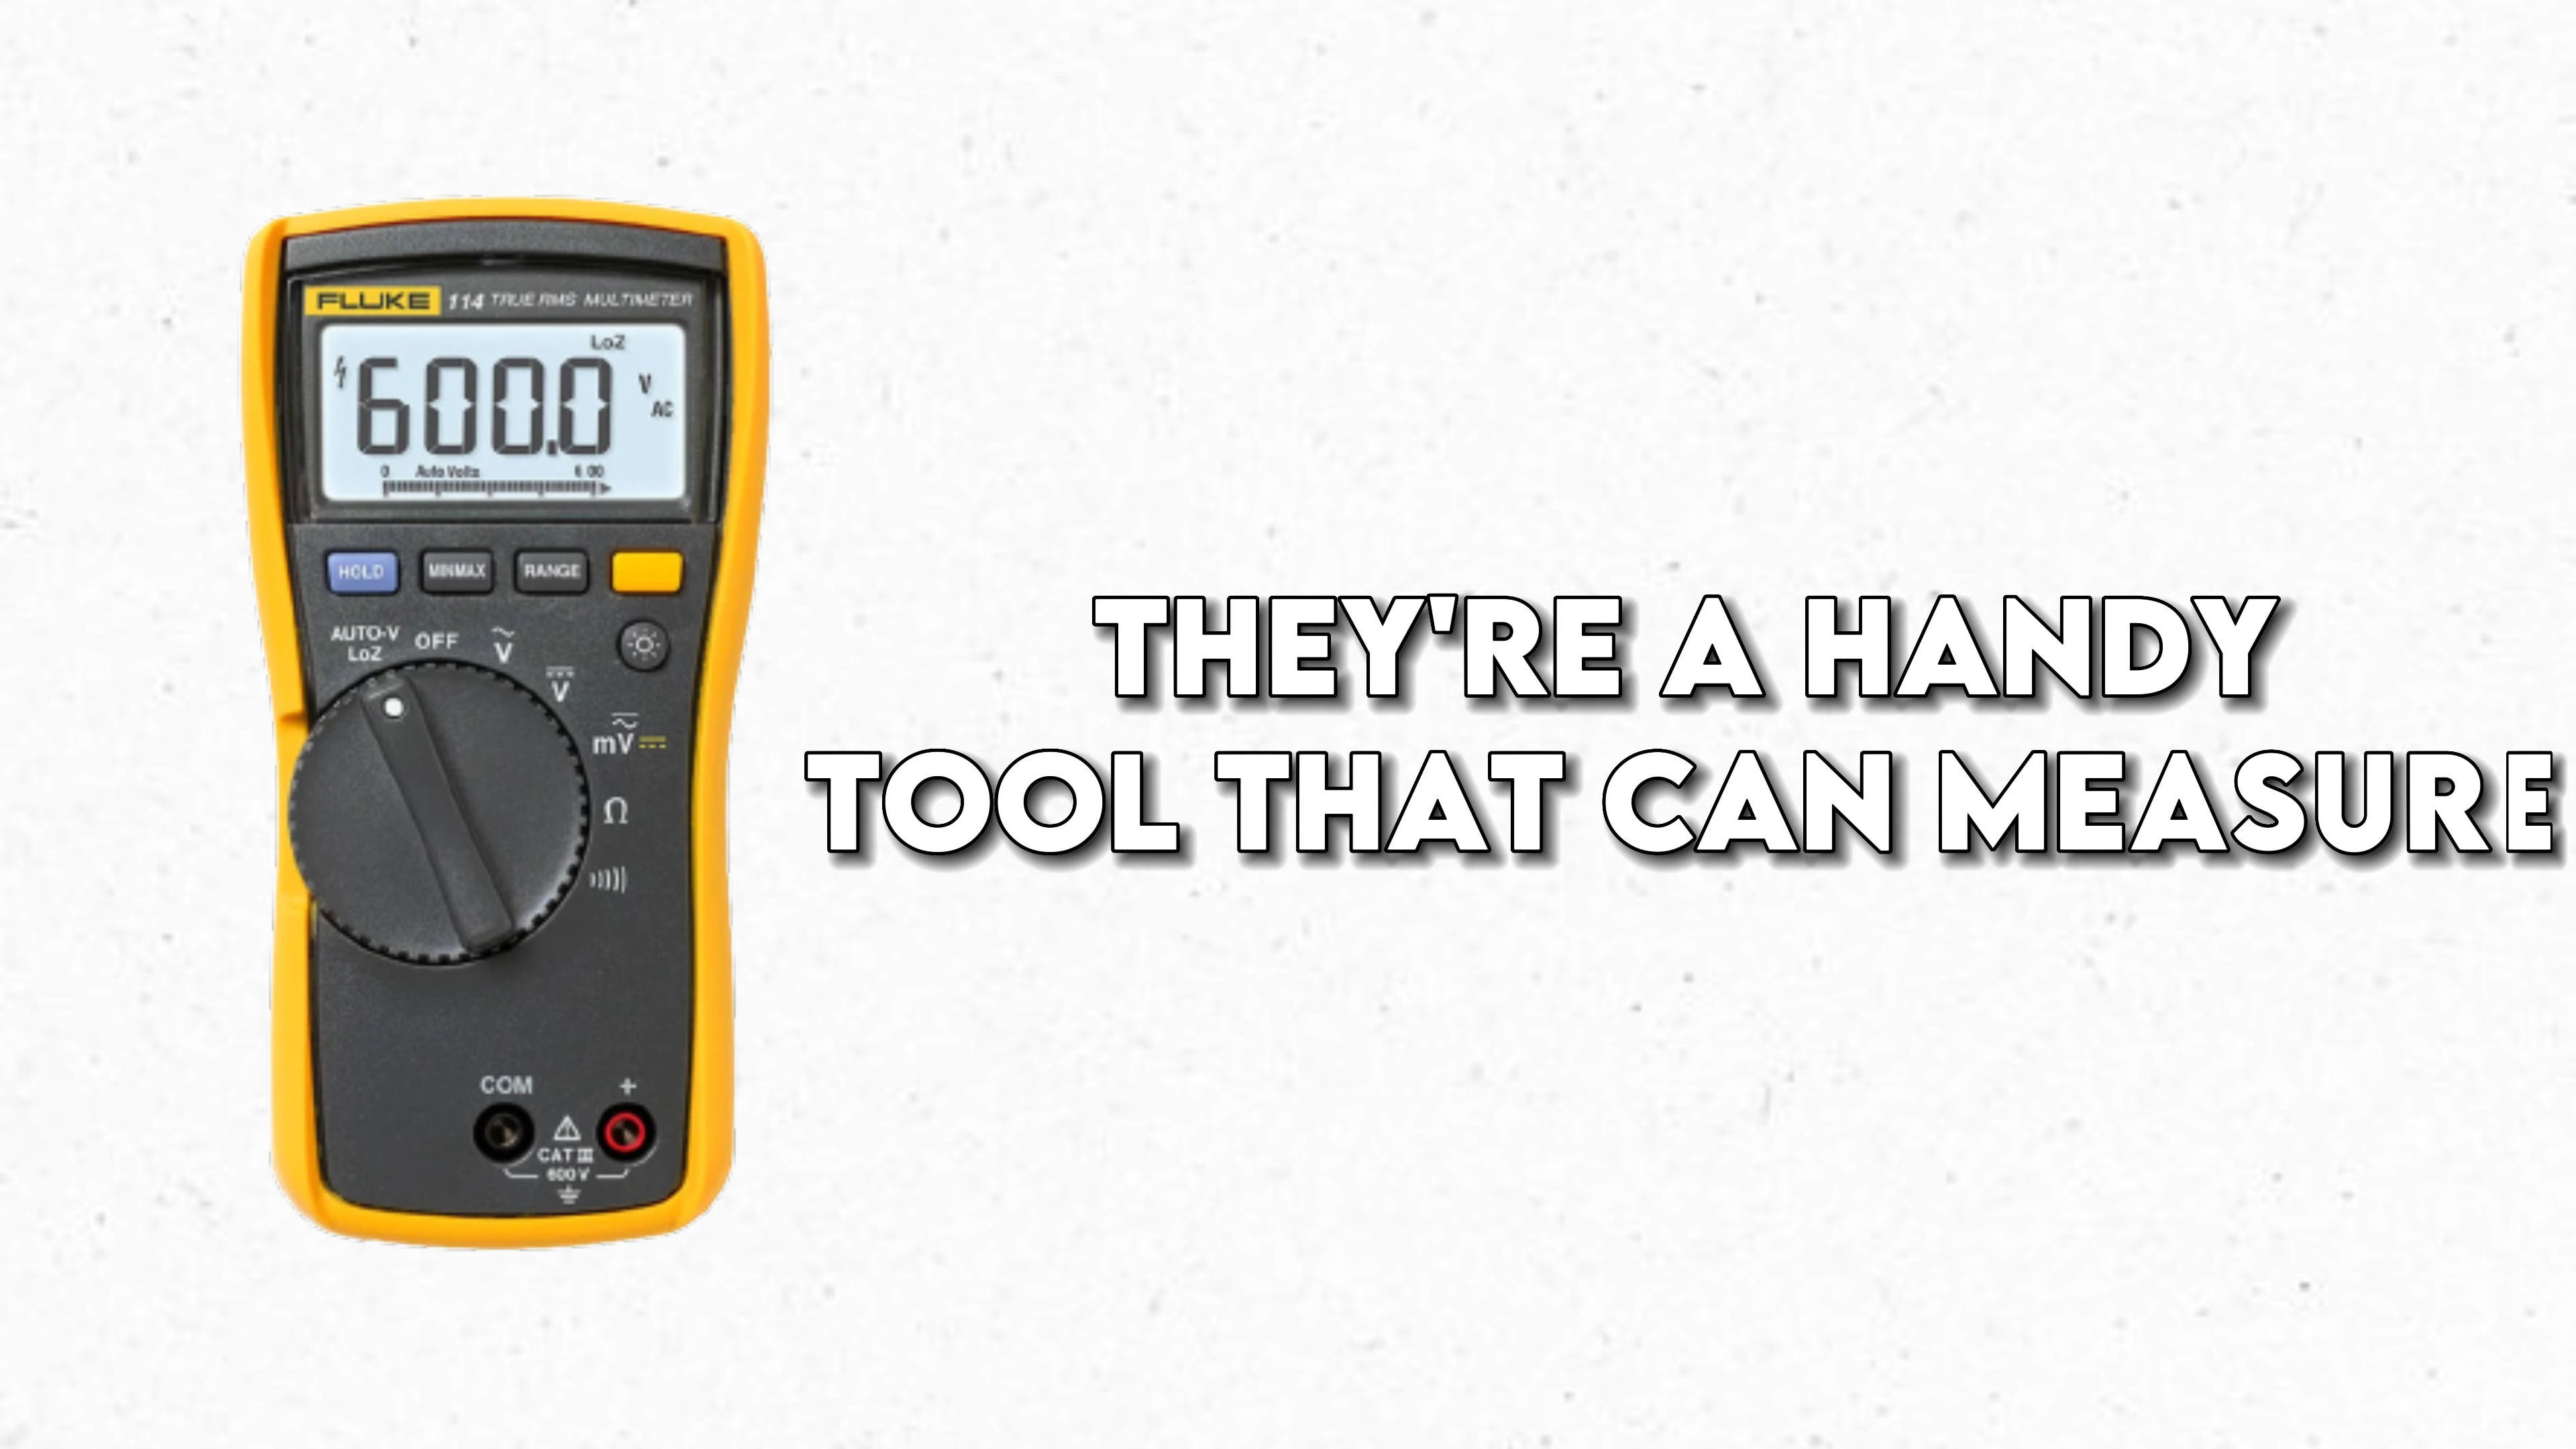 FLUKE 114 TRUE RMS MULTIMETER
LoZ
600.0 V AC
0 Auto Volts 600
HOLD MINMAX RANGE
AUTO-V LoZ OFF Ṽ
V
mV
Ω
COM +
CAT III
600 V
THEY'RE A HANDY
TOOL THAT CAN MEASURE